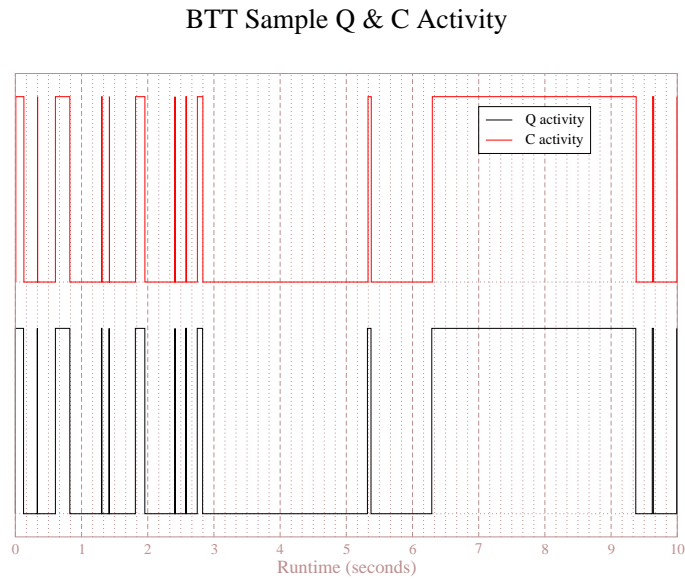 BTT Sample Q & C Activity
Q activity
C activity
0 1 2 3 4 5 6 7 8 9 10
Runtime (seconds)